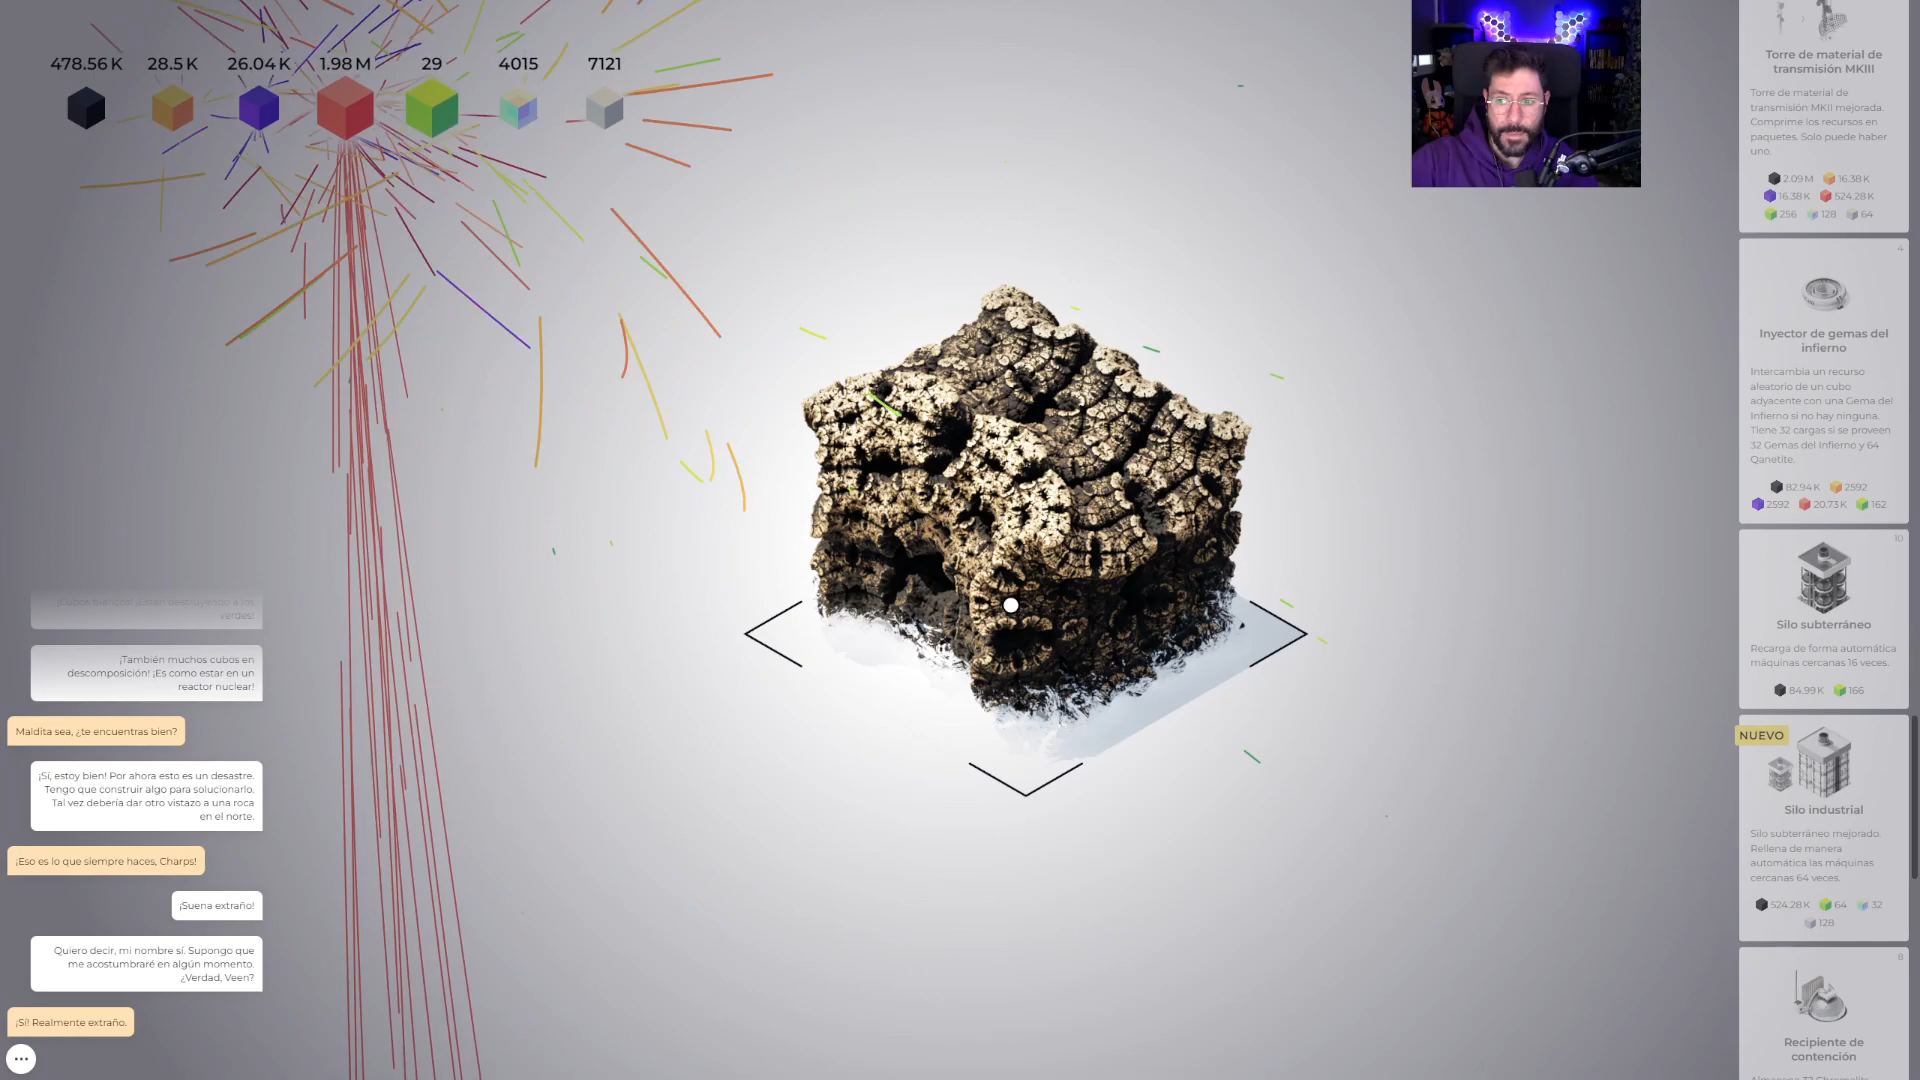 478.56 K 28.5 K 26.04 K 1.98 M 29 4015 7121
¡Cubos blancos! ¡Están destruyendo a los
verdes!
¡También muchos cubos en
descomposición! ¡Es como estar en un
reactor nuclear!
Maldita sea, ¿te encuentras bien?
¡Sí, estoy bien! Por ahora esto es un desastre.
Tengo que construir algo para solucionarlo.
Tal vez debería dar otro vistazo a una roca
en el norte.
¡Eso es lo que siempre haces, Charps!
¡Suena extraño!
Quiero decir, mi nombre sí. Supongo que
me acostumbraré en algún momento.
¿Verdad, Veen?
¡Sí! Realmente extraño.
Torre de material de
transmisión MKIII
Torre de material de
transmisión MKII mejorada.
Comprime los recursos en
paquetes. Solo puede haber
uno.
2.09 M 16.38 K
16.38 K 524.28 K
256 128 64
4
Inyector de gemas del
infierno
Intercambia un recurso
aleatorio de un cubo
adyacente con una Gema del
Infierno si no hay ninguna.
Tiene 32 cargas si se proveen
32 Gemas del Infierno y 64
Qanetite.
82.94 K 2592
2592 20.73 K 162
10
Silo subterráneo
Recarga de forma automática
máquinas cercanas 16 veces.
84.99 K 166
NUEVO
Silo industrial
Silo subterráneo mejorado.
Rellena de manera
automática las máquinas
cercanas 64 veces.
524.28 K 64 32
128
8
Recipiente de
contención